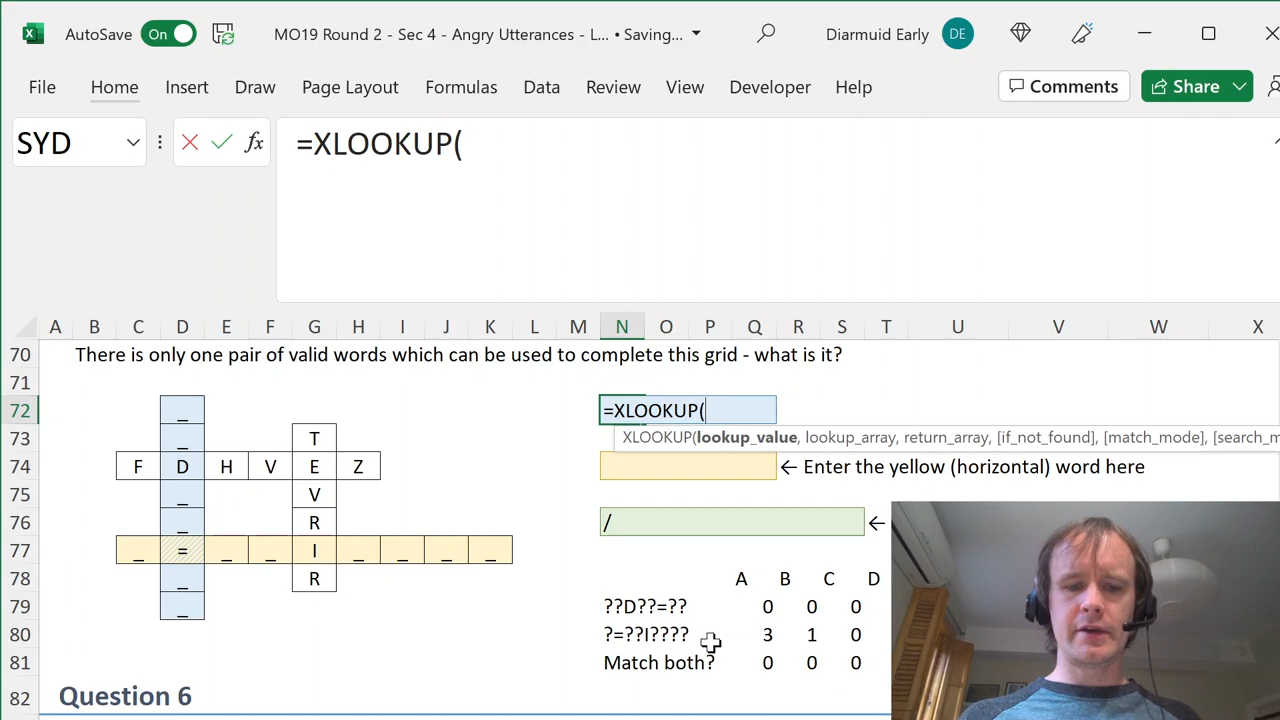 AutoSave On MO19 Round 2 - Sec 4 - Angry Utterances - L... • Saving... Diarmuid Early DE
File Home Insert Draw Page Layout Formulas Data Review View Developer Help Comments Share
SYD fx =XLOOKUP(
A B C D E F G H I J K L M N O P Q R S T U V W X
70 There is only one pair of valid words which can be used to complete this grid - what is it?
71
72 _ =XLOOKUP(
73 _ T XLOOKUP(lookup_value, lookup_array, return_array, [if_not_found], [match_mode], [search_m
74 F D H V E Z ← Enter the yellow (horizontal) word here
75 _ V
76 _ R / ←
77 _ = _ _ I _ _ _ _
78 _ R A B C D
79 _ ??D??=?? 0 0 0
80 ?=??I???? 3 1 0
81 Match both? 0 0 0
82 Question 6